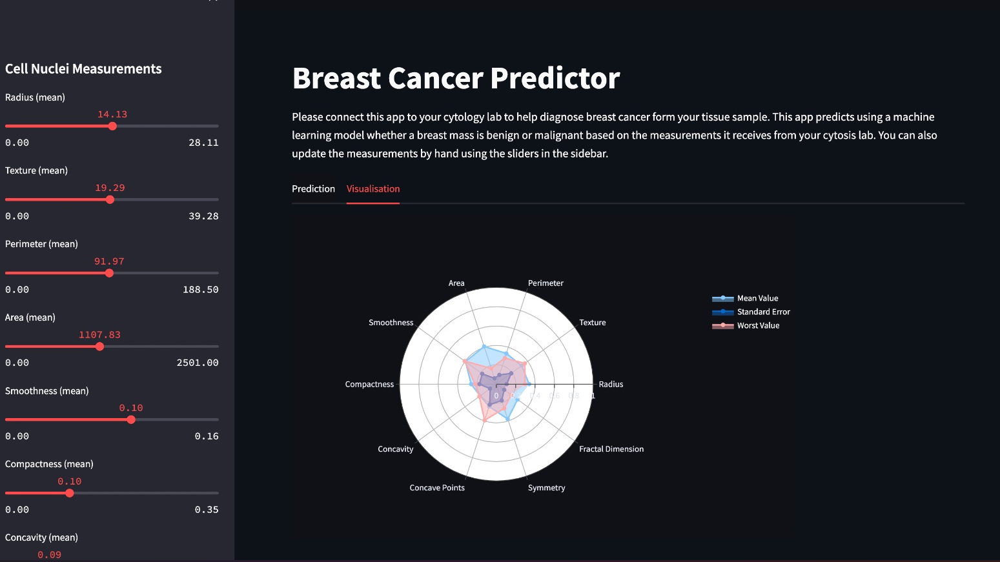 Cell Nuclei Measurements
Radius (mean)
14.13
0.00 28.11
Texture (mean)
19.29
0.00 39.28
Perimeter (mean)
91.97
0.00 188.50
Area (mean)
1107.83
0.00 2501.00
Smoothness (mean)
0.10
0.00 0.16
Compactness (mean)
0.10
0.00 0.35
Concavity (mean)
0.09
Breast Cancer Predictor
Please connect this app to your cytology lab to help diagnose breast cancer form your tissue sample. This app predicts using a machine
learning model whether a breast mass is benign or malignant based on the measurements it receives from your cytosis lab. You can also
update the measurements by hand using the sliders in the sidebar.
Prediction Visualisation
Area Perimeter
Smoothness Texture
Compactness Radius
0 0.2 0.4 0.6 0.8 1
Concavity Fractal Dimension
Concave Points Symmetry
Mean Value
Standard Error
Worst Value